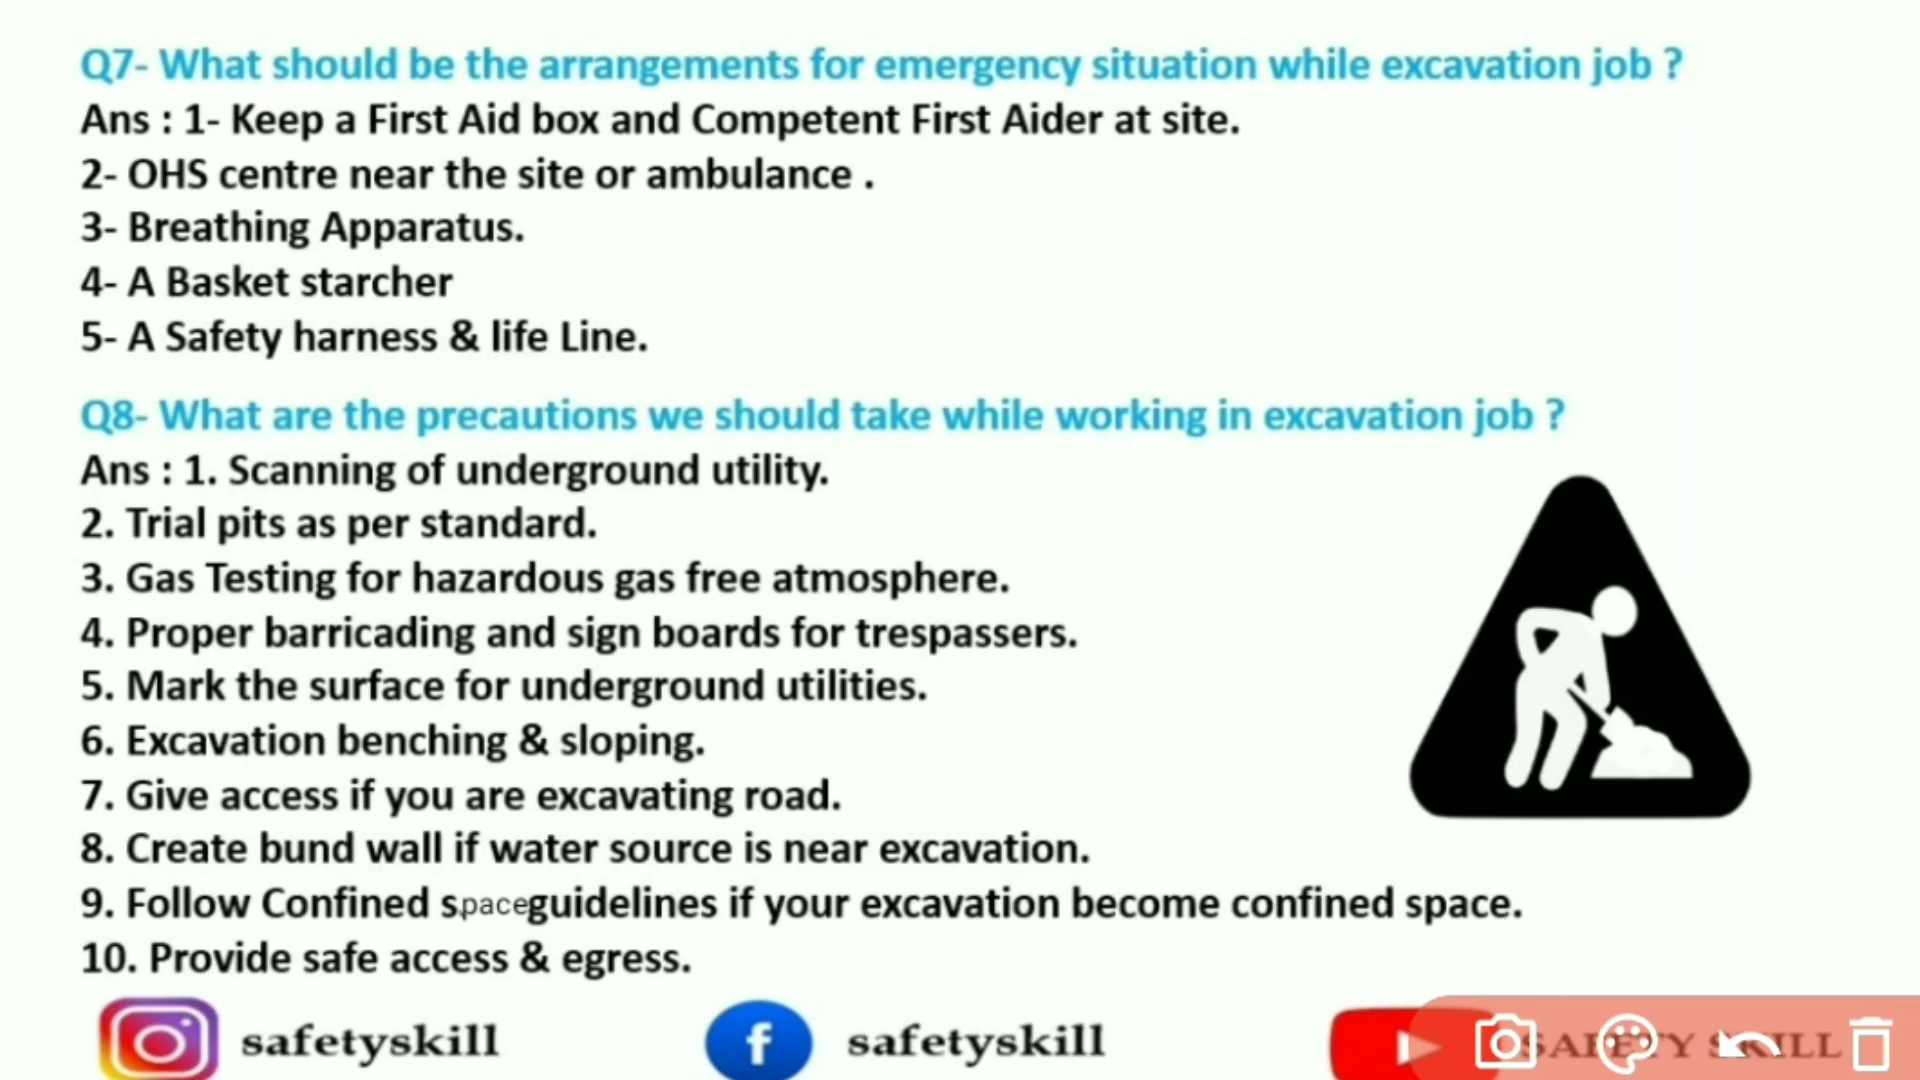 Q7- What should be the arrangements for emergency situation while excavation job ?
Ans : 1- Keep a First Aid box and Competent First Aider at site.
2- OHS centre near the site or ambulance .
3- Breathing Apparatus.
4- A Basket starcher
5- A Safety harness & life Line.
Q8- What are the precautions we should take while working in excavation job ?
Ans : 1. Scanning of underground utility.
2. Trial pits as per standard.
3. Gas Testing for hazardous gas free atmosphere.
4. Proper barricading and sign boards for trespassers.
5. Mark the surface for underground utilities.
6. Excavation benching & sloping.
7. Give access if you are excavating road.
8. Create bund wall if water source is near excavation.
9. Follow Confined spaceguidelines if your excavation become confined space.
10. Provide safe access & egress.
safetyskill safetyskill SAFETY SKILL